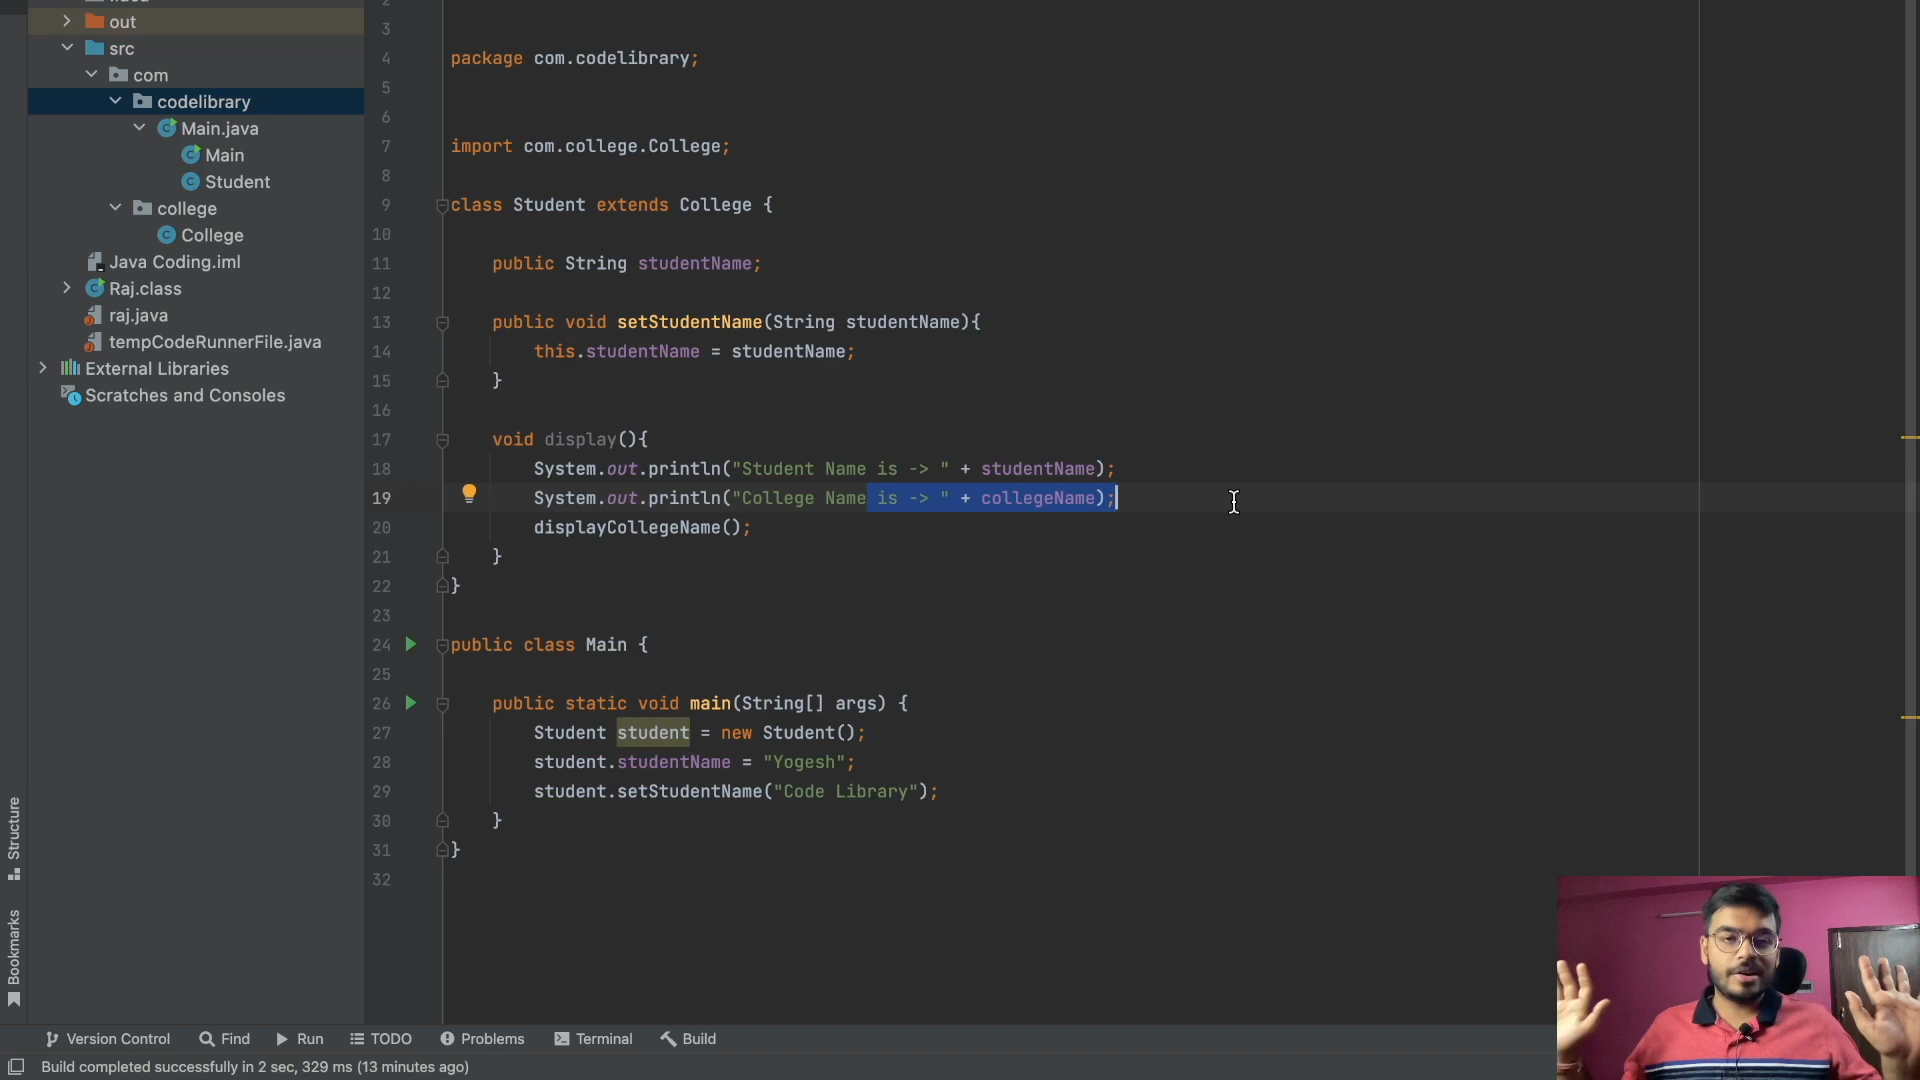 out
src
com
codelibrary
Main.java
Main
Student
college
College
Java Coding.iml
Raj.class
raj.java
tempCodeRunnerFile.java
External Libraries
Scratches and Consoles
Structure
Bookmarks
3
4 package com.codelibrary;
5
6
7 import com.college.College;
8
9 class Student extends College {
10
11 public String studentName;
12
13 public void setStudentName(String studentName){
14 this.studentName = studentName;
15 }
16
17 void display(){
18 System.out.println("Student Name is -> " + studentName);
19 System.out.println("College Name is -> " + collegeName);
20 displayCollegeName();
21 }
22 }
23
24 public class Main {
25
26 public static void main(String[] args) {
27 Student student = new Student();
28 student.studentName = "Yogesh";
29 student.setStudentName("Code Library");
30 }
31 }
32
Version Control Find Run TODO Problems Terminal Build
Build completed successfully in 2 sec, 329 ms (13 minutes ago)